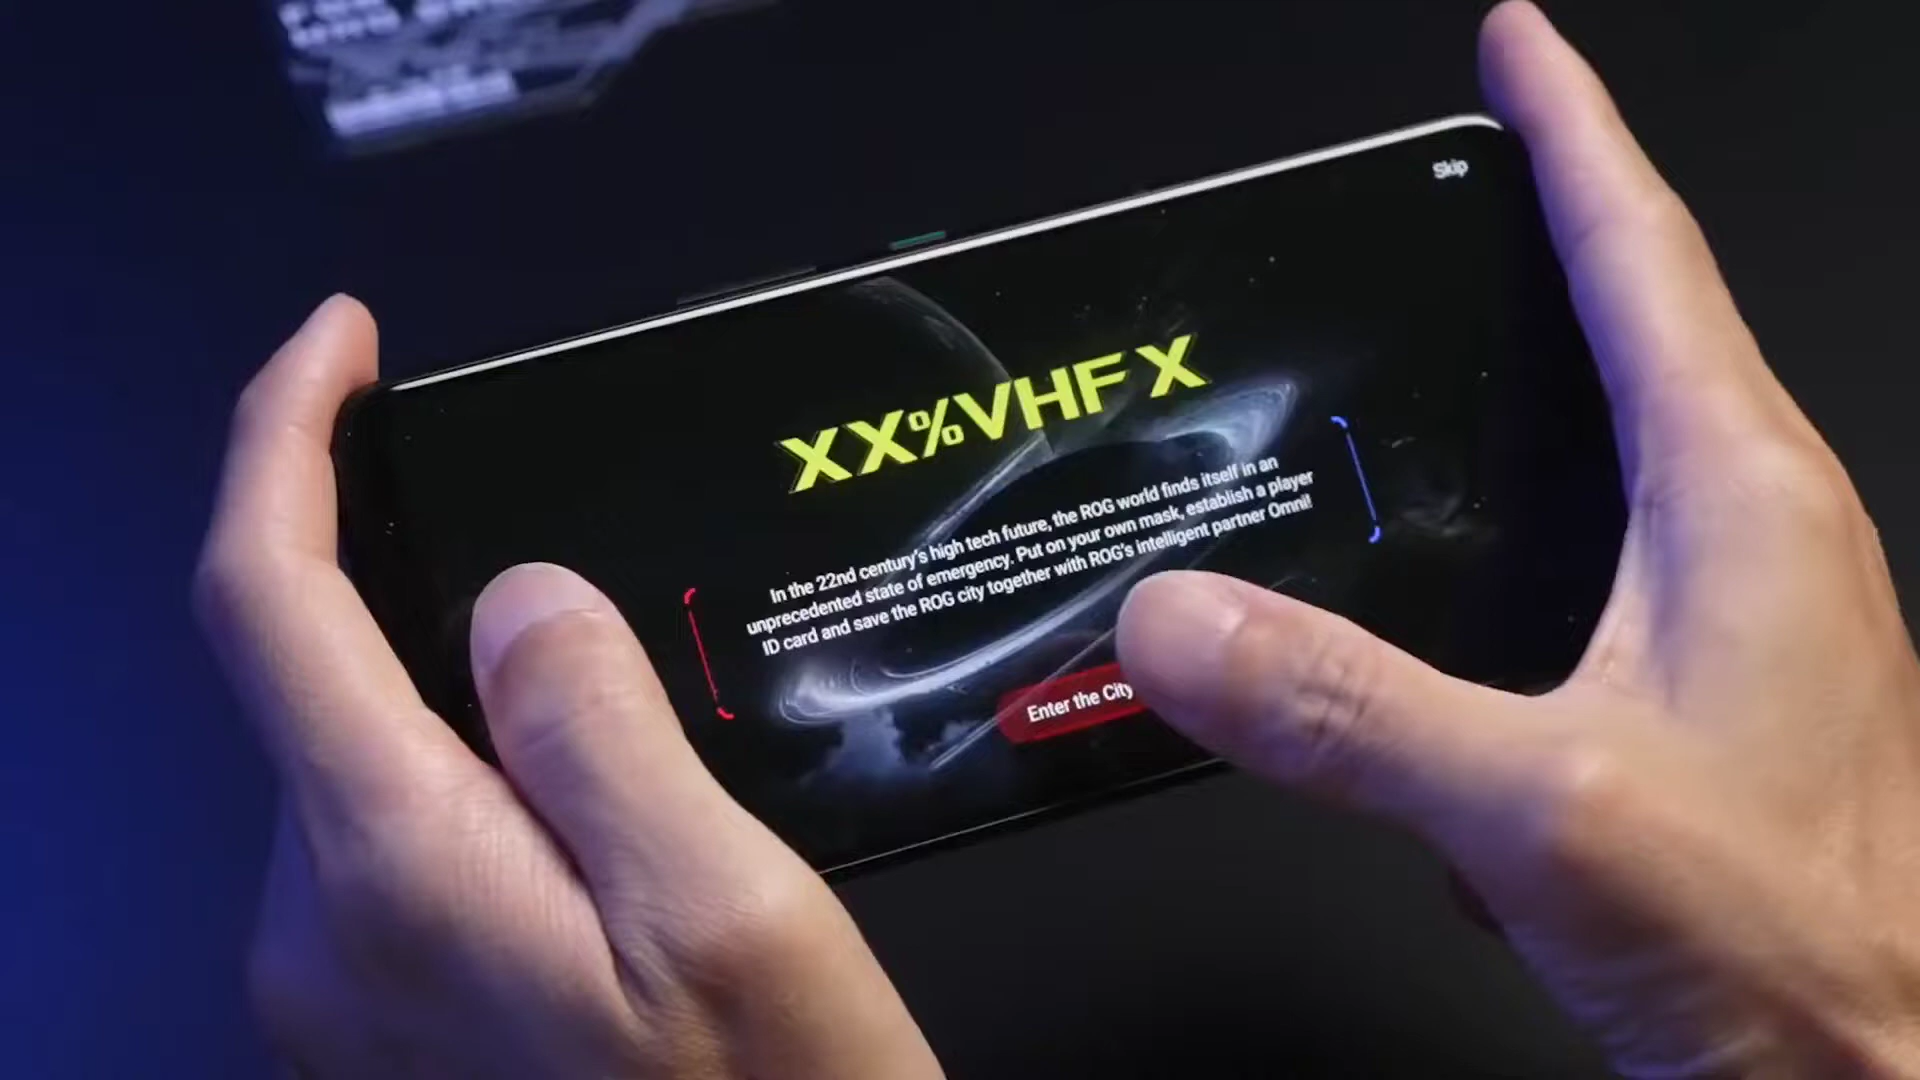 Skip
XX%VHF X
In the 22nd century's high tech future, the ROG world finds itself in an
unprecedented state of emergency. Put on your own mask, establish a player
ID card and save the ROG city together with ROG's intelligent partner Omni!
Enter the City